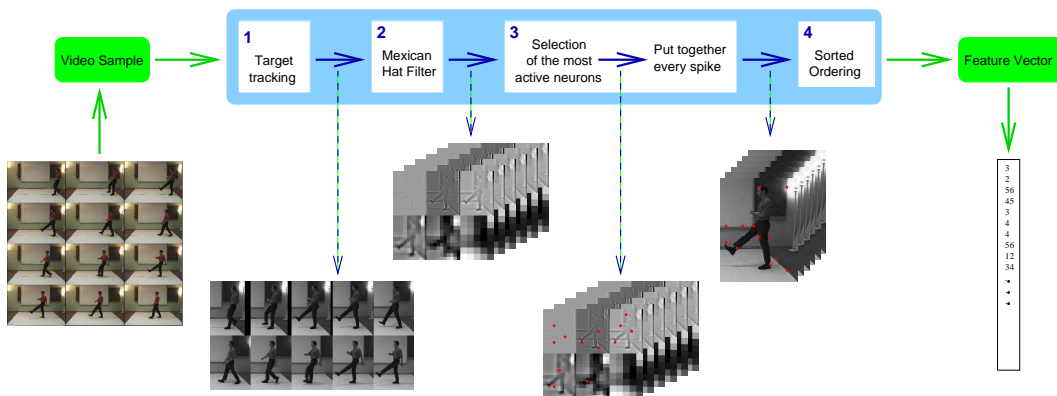 Video Sample
1
Target
tracking
2
Mexican
Hat Filter
3
Selection
of the most
active neurons
Put together
every spike
4
Sorted
Ordering
Feature Vector
3
2
56
45
3
4
4
56
12
34